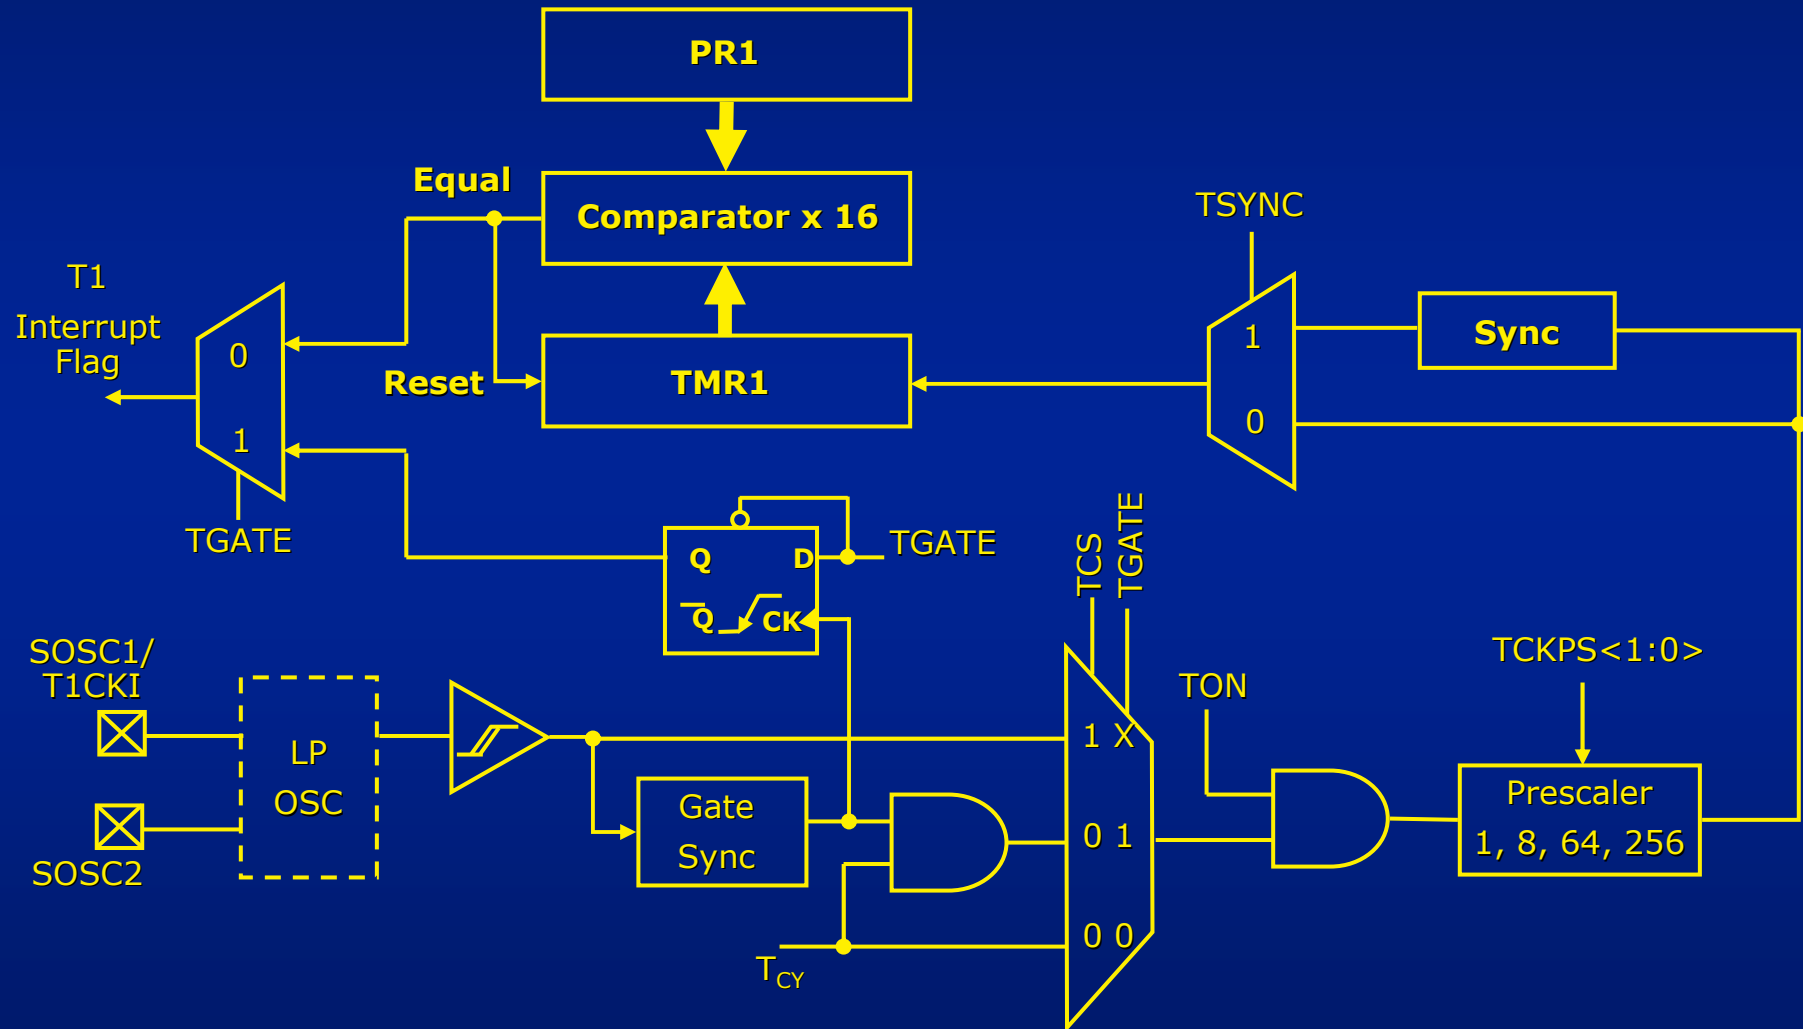 PR1
Equal
Comparator x 16
TSYNC
T1
Interrupt
Flag
0
1
Reset
TMR1
1
0
Sync
TGATE
Q
D
Q
CK
TGATE
TCS
TGATE
SOSC1/
T1CKI
SOSC2
LP
OSC
Gate
Sync
TCY
1 X
0 1
0 0
TON
TCKPS<1:0>
Prescaler
1, 8, 64, 256